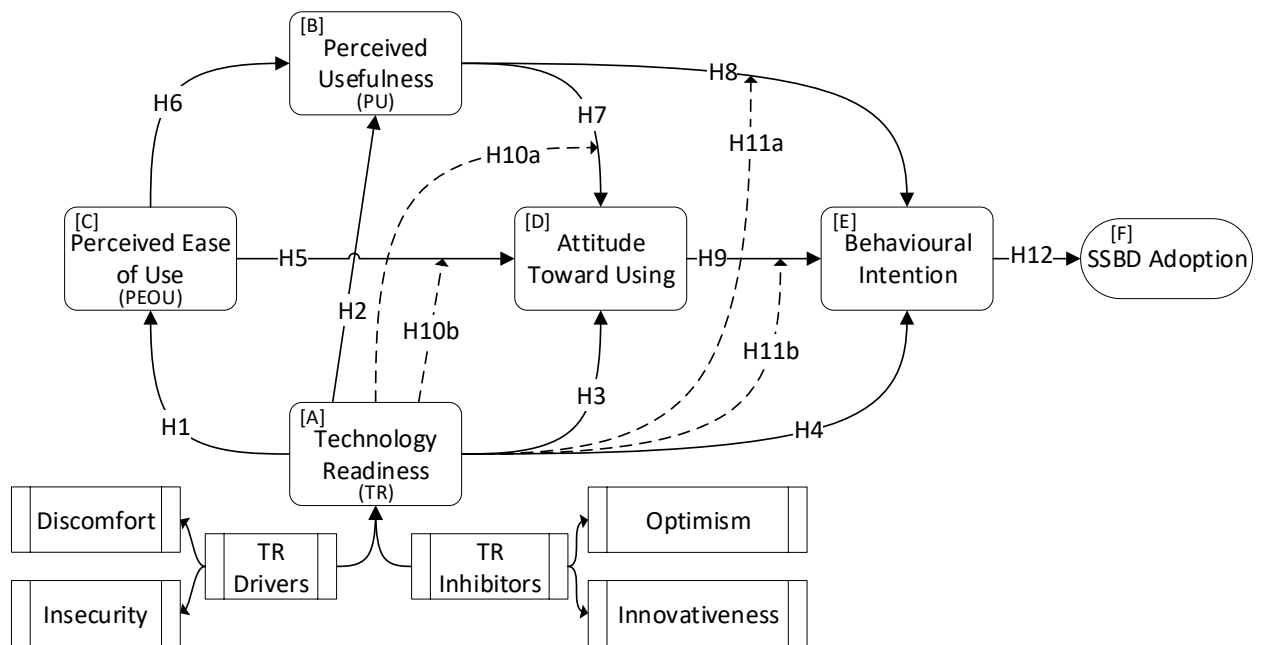 [B]
Perceived
Usefulness
(PU)
H8
H6
H7
H11a
H10a
[C]
Perceived Ease
of Use
(PEOU)
H5
[D]
Attitude
Toward Using
H9
[E]
Behavioural
Intention
H12
[F]
SSBD Adoption
H2
H10b
H11b
H3
H1
H4
[A]
Technology
Readiness
(TR)
Discomfort
Insecurity
TR
Drivers
TR
Inhibitors
Optimism
Innovativeness